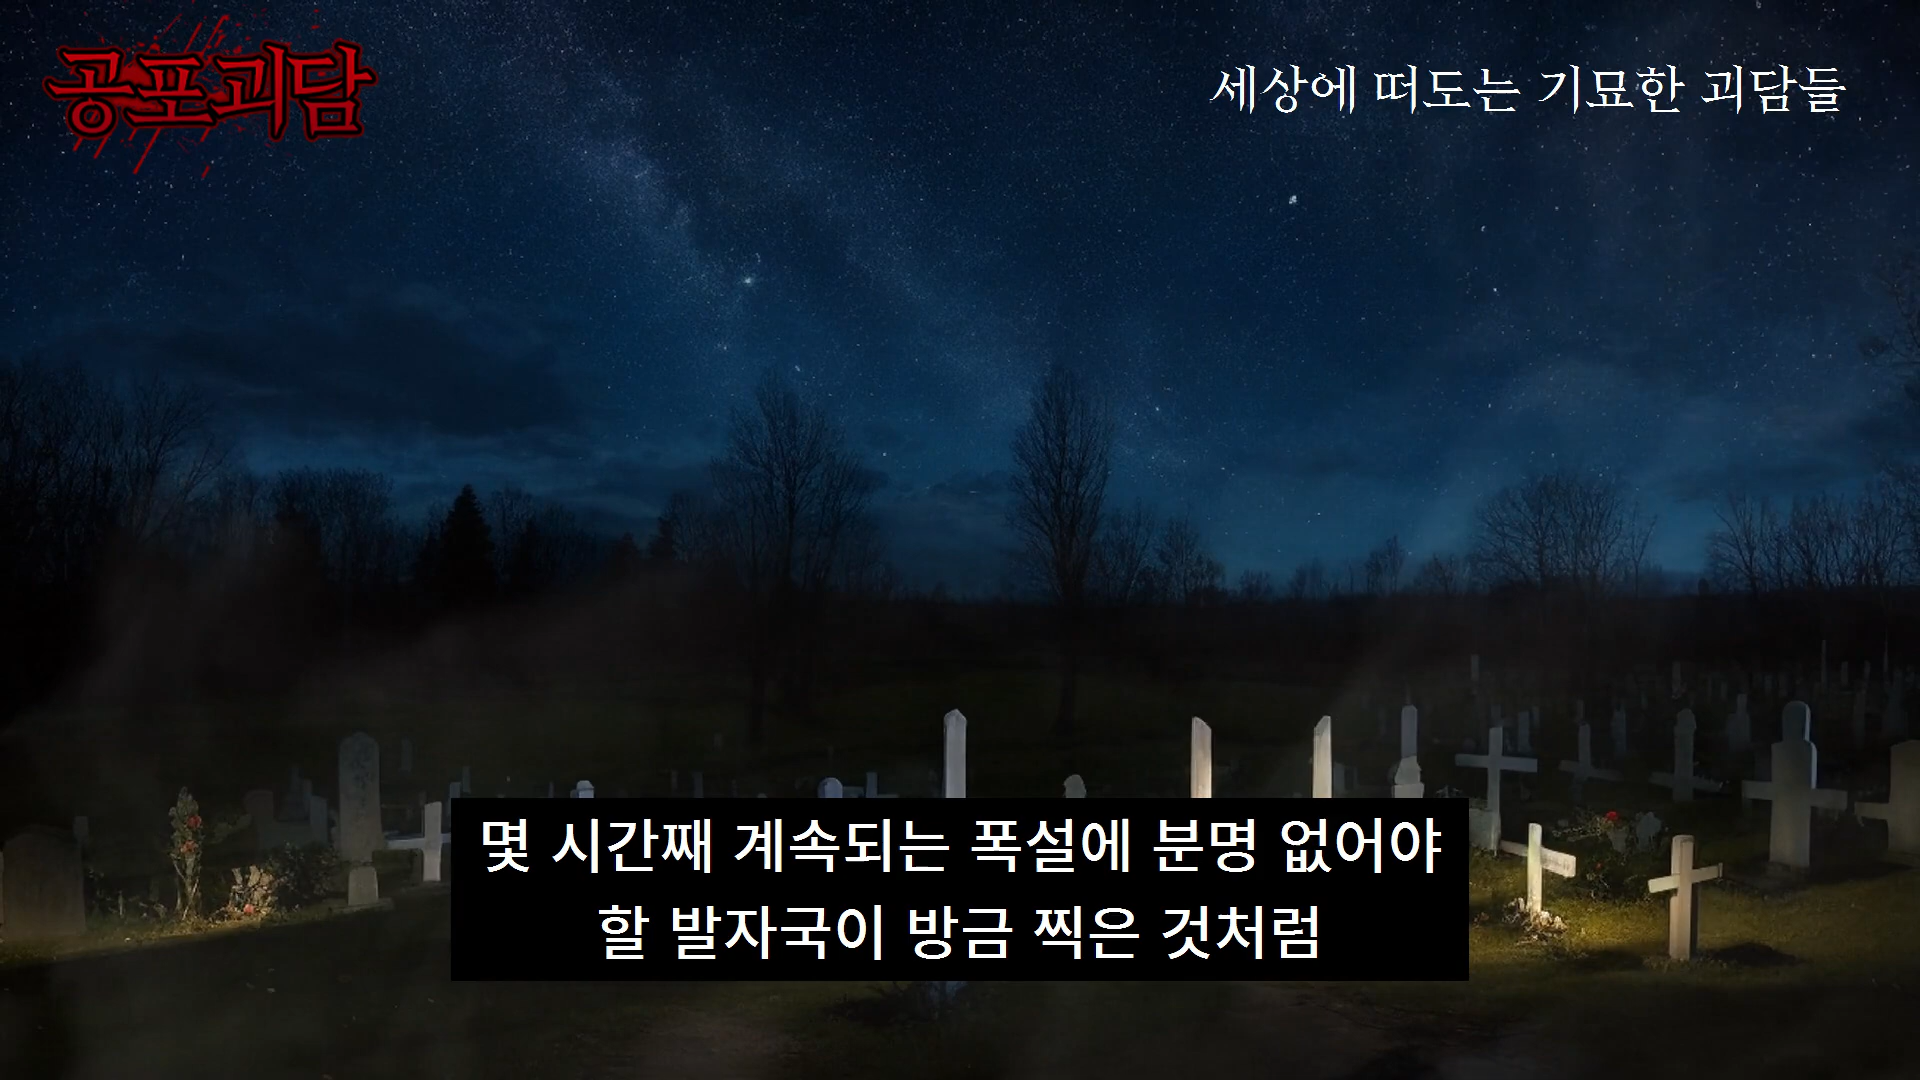 공포괴담
세상에 떠도는 기묘한 괴담들
몇 시간째 계속되는 폭설에 분명 없어야
할 발자국이 방금 찍은 것처럼